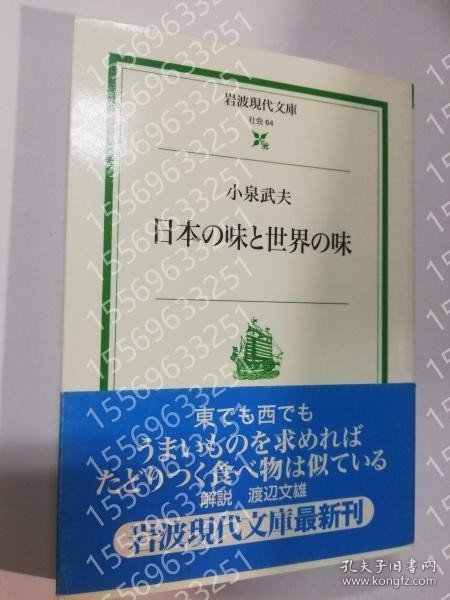 岩波現代文庫
社会 64
小泉武夫
日本の味と世界の味
東でも西でも
うまいものを求めれば
たどりつく食べ物は似ている
解説 渡辺文雄
岩波現代文庫最新刊
15569633251
孔夫子旧书网
www.kongfz.com